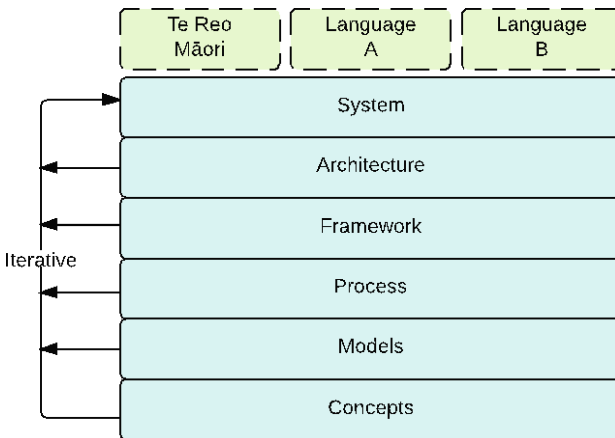 Te Reo
Māori
Language
A
Language
B
System
Architecture
Framework
Iterative
Process
Models
Concepts